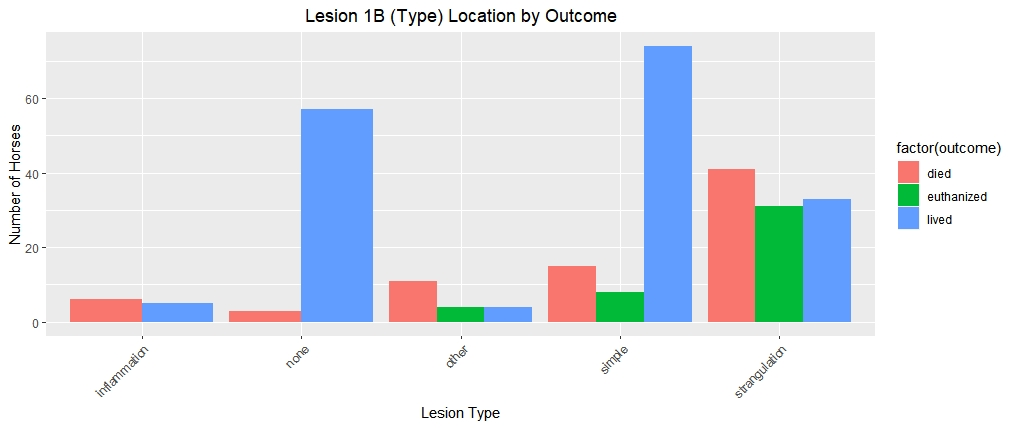 Lesion 1B (Type) Location by Outcome
Number of Horses
60
40
20
0
inflammation
none
other
simple
strangulation
Lesion Type
factor(outcome)
died
euthanized
lived